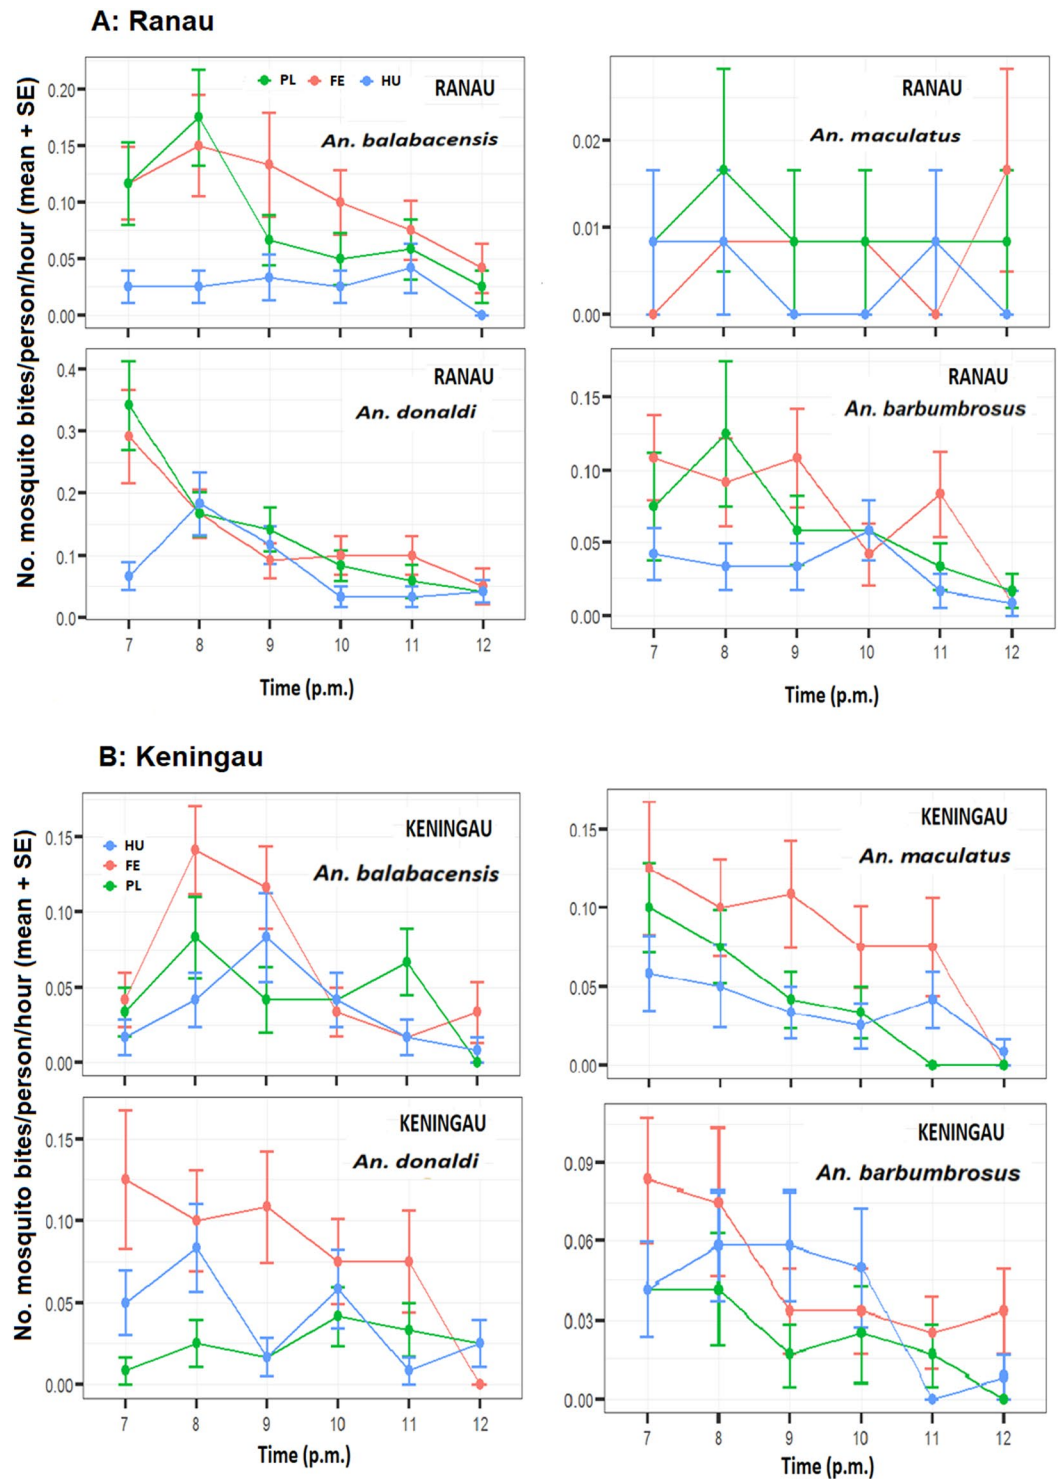 A: Ranau
No. mosquito bites/person/hour (mean + SE)
PL FE HU
RANAU
An. balabacensis
0.20
0.15
0.10
0.05
0.00
RANAU
An. maculatus
0.02
0.01
0.00
RANAU
An. donaldi
0.4
0.3
0.2
0.1
0.0
7 8 9 10 11 12
Time (p.m.)
RANAU
An. barbumbrosus
0.15
0.10
0.05
0.00
7 8 9 10 11 12
Time (p.m.)
B: Keningau
No. mosquito bites/person/hour (mean + SE)
HU
FE
PL
KENINGAU
An. balabacensis
0.15
0.10
0.05
0.00
KENINGAU
An. maculatus
0.15
0.10
0.05
0.00
KENINGAU
An. donaldi
0.15
0.10
0.05
0.00
7 8 9 10 11 12
Time (p.m.)
KENINGAU
An. barbumbrosus
0.09
0.06
0.03
0.00
7 8 9 10 11 12
Time (p.m.)